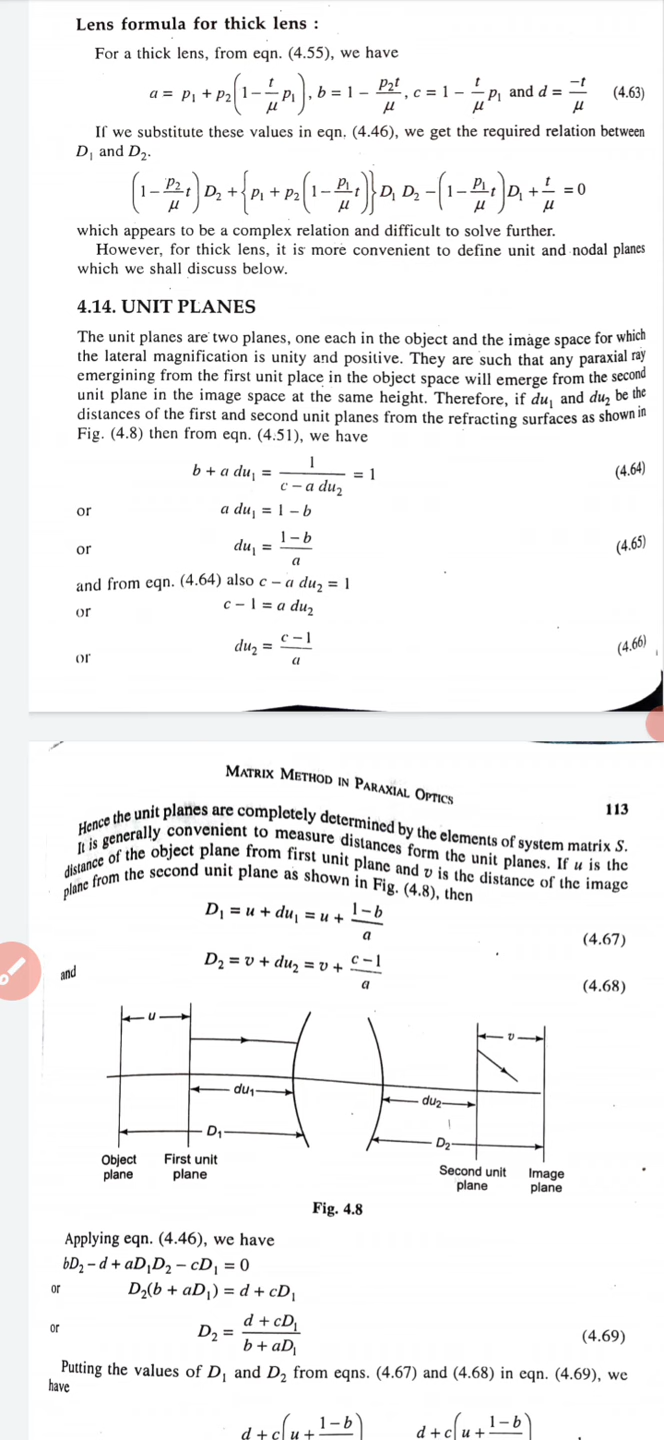 Lens formula for thick lens :
For a thick lens, from eqn. (4.55), we have
a = p₁ + p₂(1 − t/μ p₁), b = 1 − p₂t/μ, c = 1 − t/μ p₁ and d = −t/μ (4.63)
If we substitute these values in eqn. (4.46), we get the required relation between
D₁ and D₂.
(1 − p₂/μ t) D₂ + {p₁ + p₂(1 − p₁/μ t)} D₁ D₂ − (1 − p₁/μ t) D₁ + t/μ = 0
which appears to be a complex relation and difficult to solve further.
However, for thick lens, it is more convenient to define unit and nodal planes
which we shall discuss below.
4.14. UNIT PLANES
The unit planes are two planes, one each in the object and the image space for which
the lateral magnification is unity and positive. They are such that any paraxial ray
emergining from the first unit place in the object space will emerge from the second
unit plane in the image space at the same height. Therefore, if du₁ and du₂ be the
distances of the first and second unit planes from the refracting surfaces as shown in
Fig. (4.8) then from eqn. (4.51), we have
b + a du₁ = 1/(c − a du₂) = 1 (4.64)
or a du₁ = 1 − b
or du₁ = (1−b)/a (4.65)
and from eqn. (4.64) also c − a du₂ = 1
or c − 1 = a du₂
or du₂ = (c−1)/a (4.66)
MATRIX METHOD IN PARAXIAL OPTICS 113
Hence the unit planes are completely determined by the elements of system matrix S.
It is generally convenient to measure distances form the unit planes. If u is the
distance of the object plane from first unit plane and v is the distance of the image
plane from the second unit plane as shown in Fig. (4.8), then
D₁ = u + du₁ = u + (1−b)/a (4.67)
and D₂ = v + du₂ = v + (c−1)/a (4.68)
u
v
du₁
du₂
D₁
D₂
Object plane
First unit plane
Second unit plane
Image plane
Fig. 4.8
Applying eqn. (4.46), we have
bD₂ − d + aD₁D₂ − cD₁ = 0
or D₂(b + aD₁) = d + cD₁
or D₂ = (d + cD₁)/(b + aD₁) (4.69)
Putting the values of D₁ and D₂ from eqns. (4.67) and (4.68) in eqn. (4.69), we
have
d + c(u + 1−b) d + c(u + 1−b)